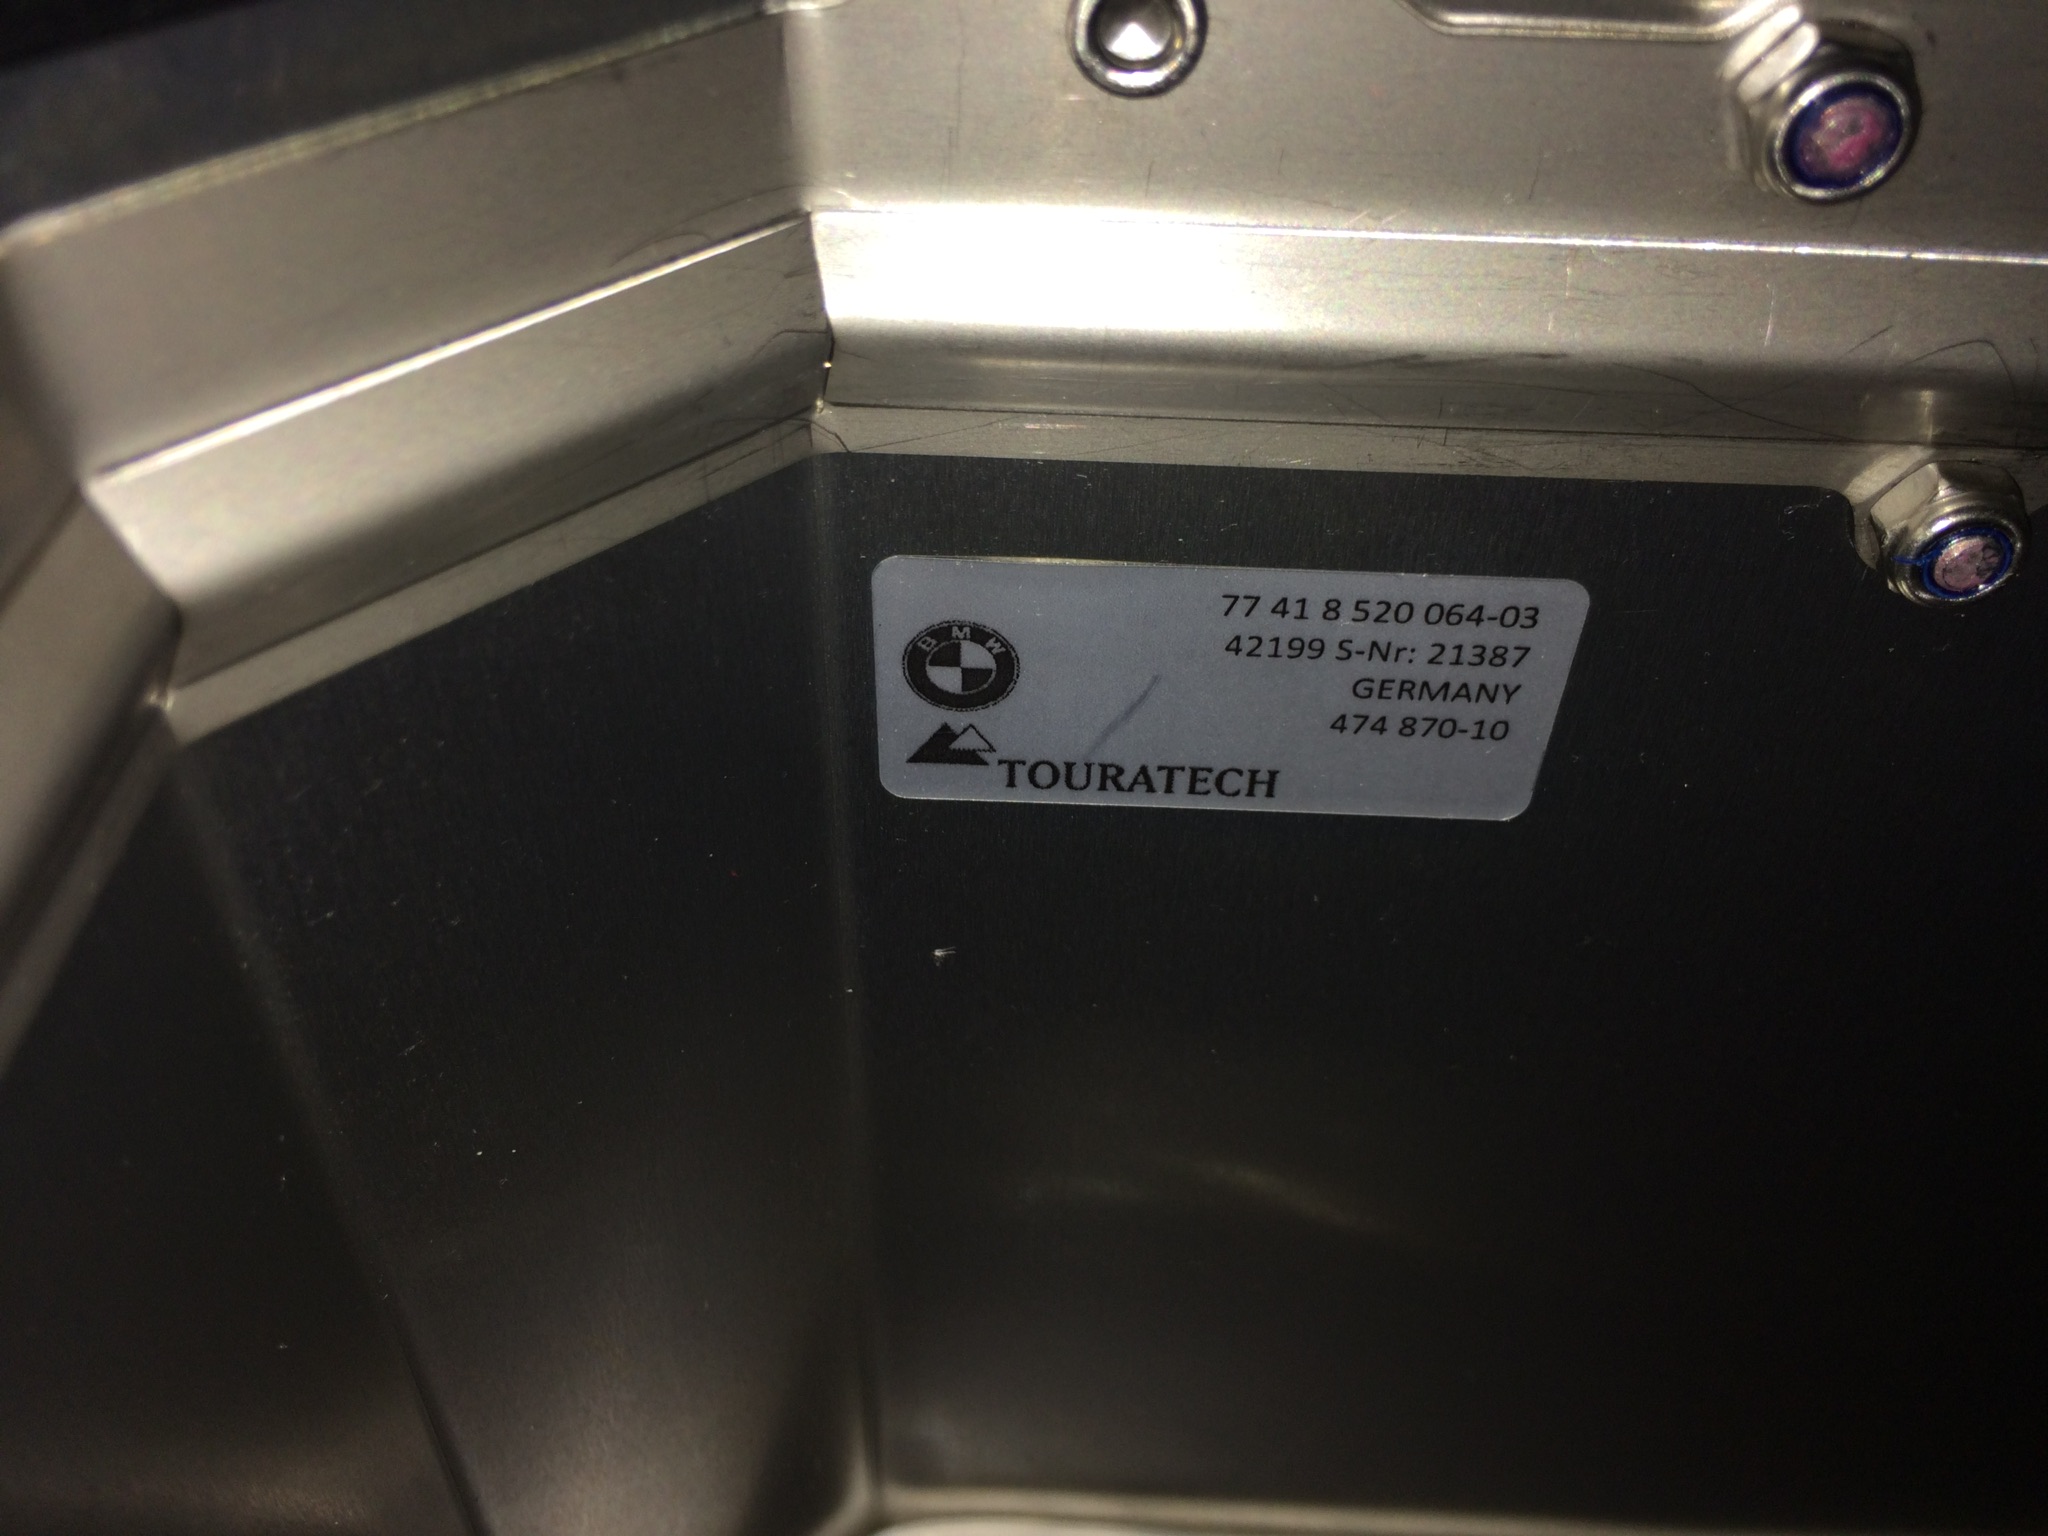 BMW
77 41 8 520 064-03
42199 S-Nr: 21387
GERMANY
474 870-10
TOURATECH